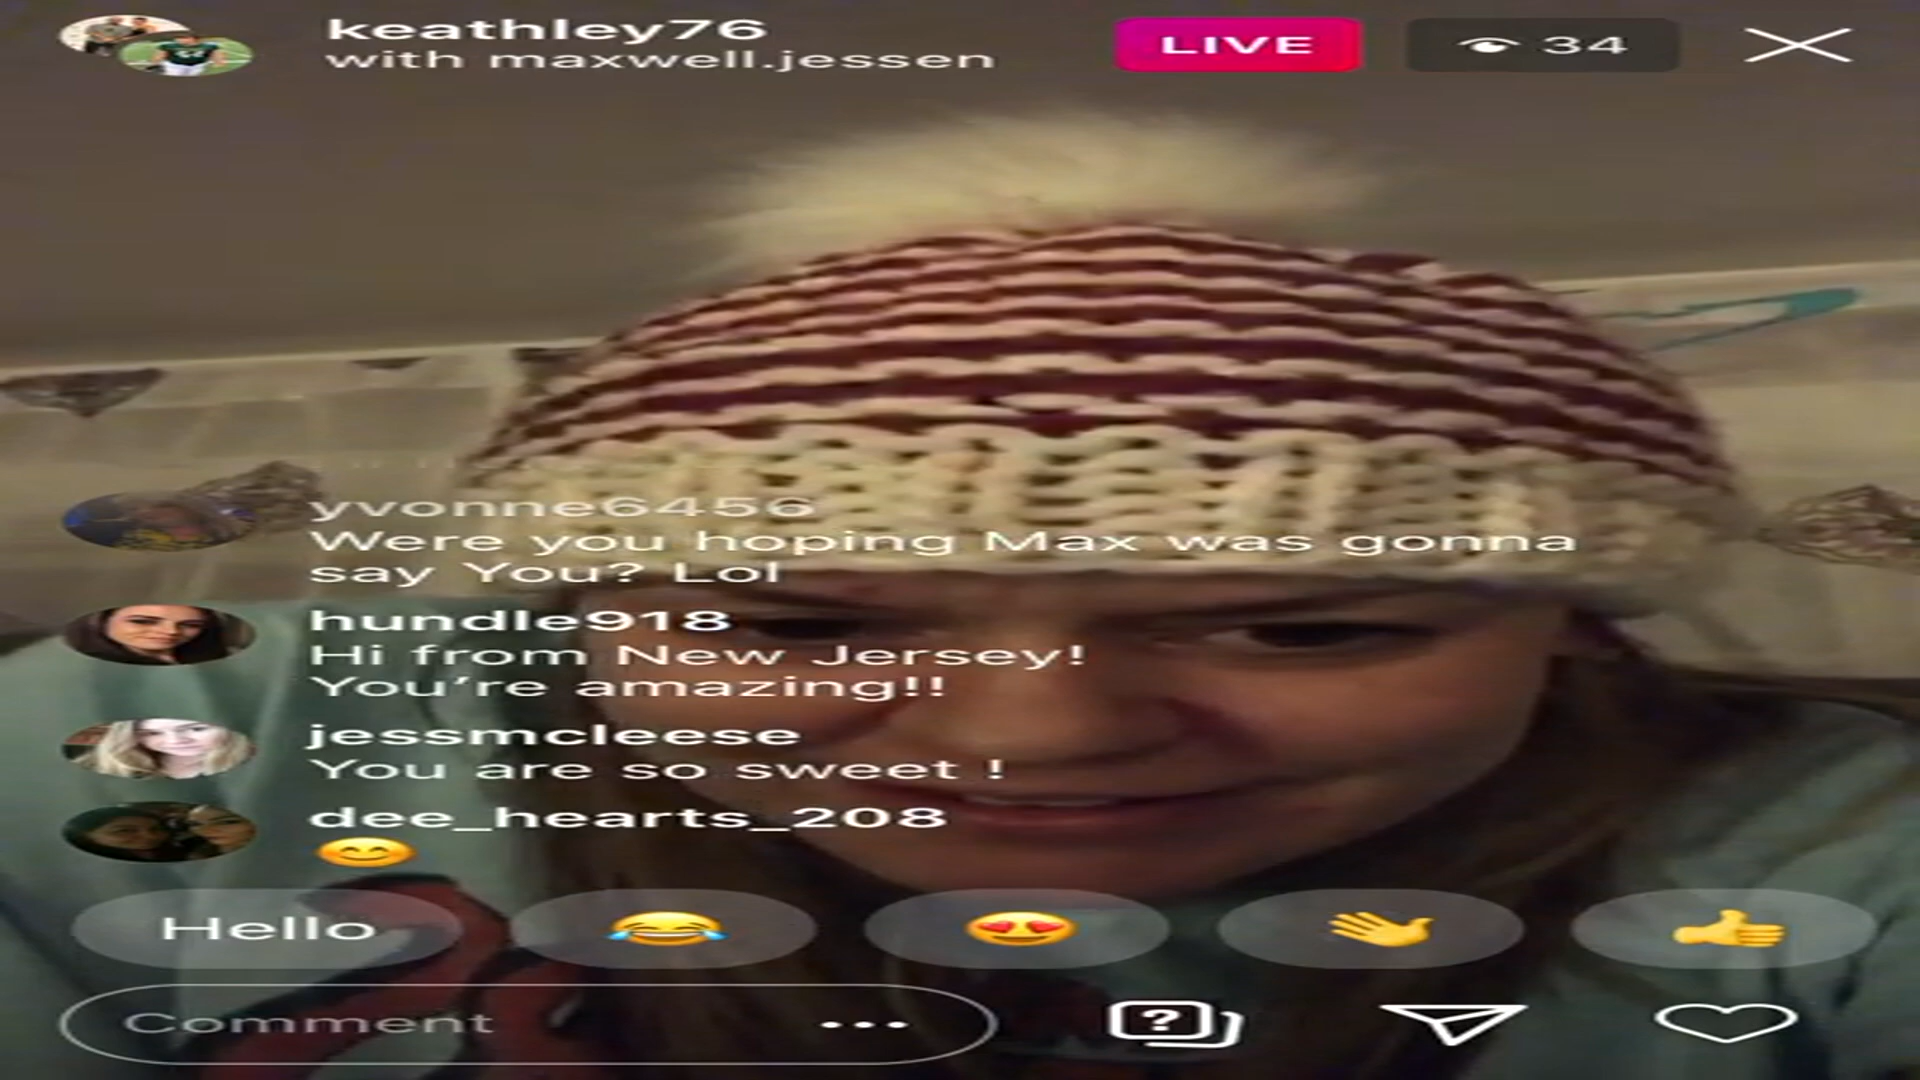 keathley76
with maxwell.jessen
LIVE
34
yvonne6456
Were you hoping Max was gonna
say You? Lol
hundle918
Hi from New Jersey!
You're amazing!!
jessmcleese
You are so sweet !
dee_hearts_208
😊
Hello
Comment